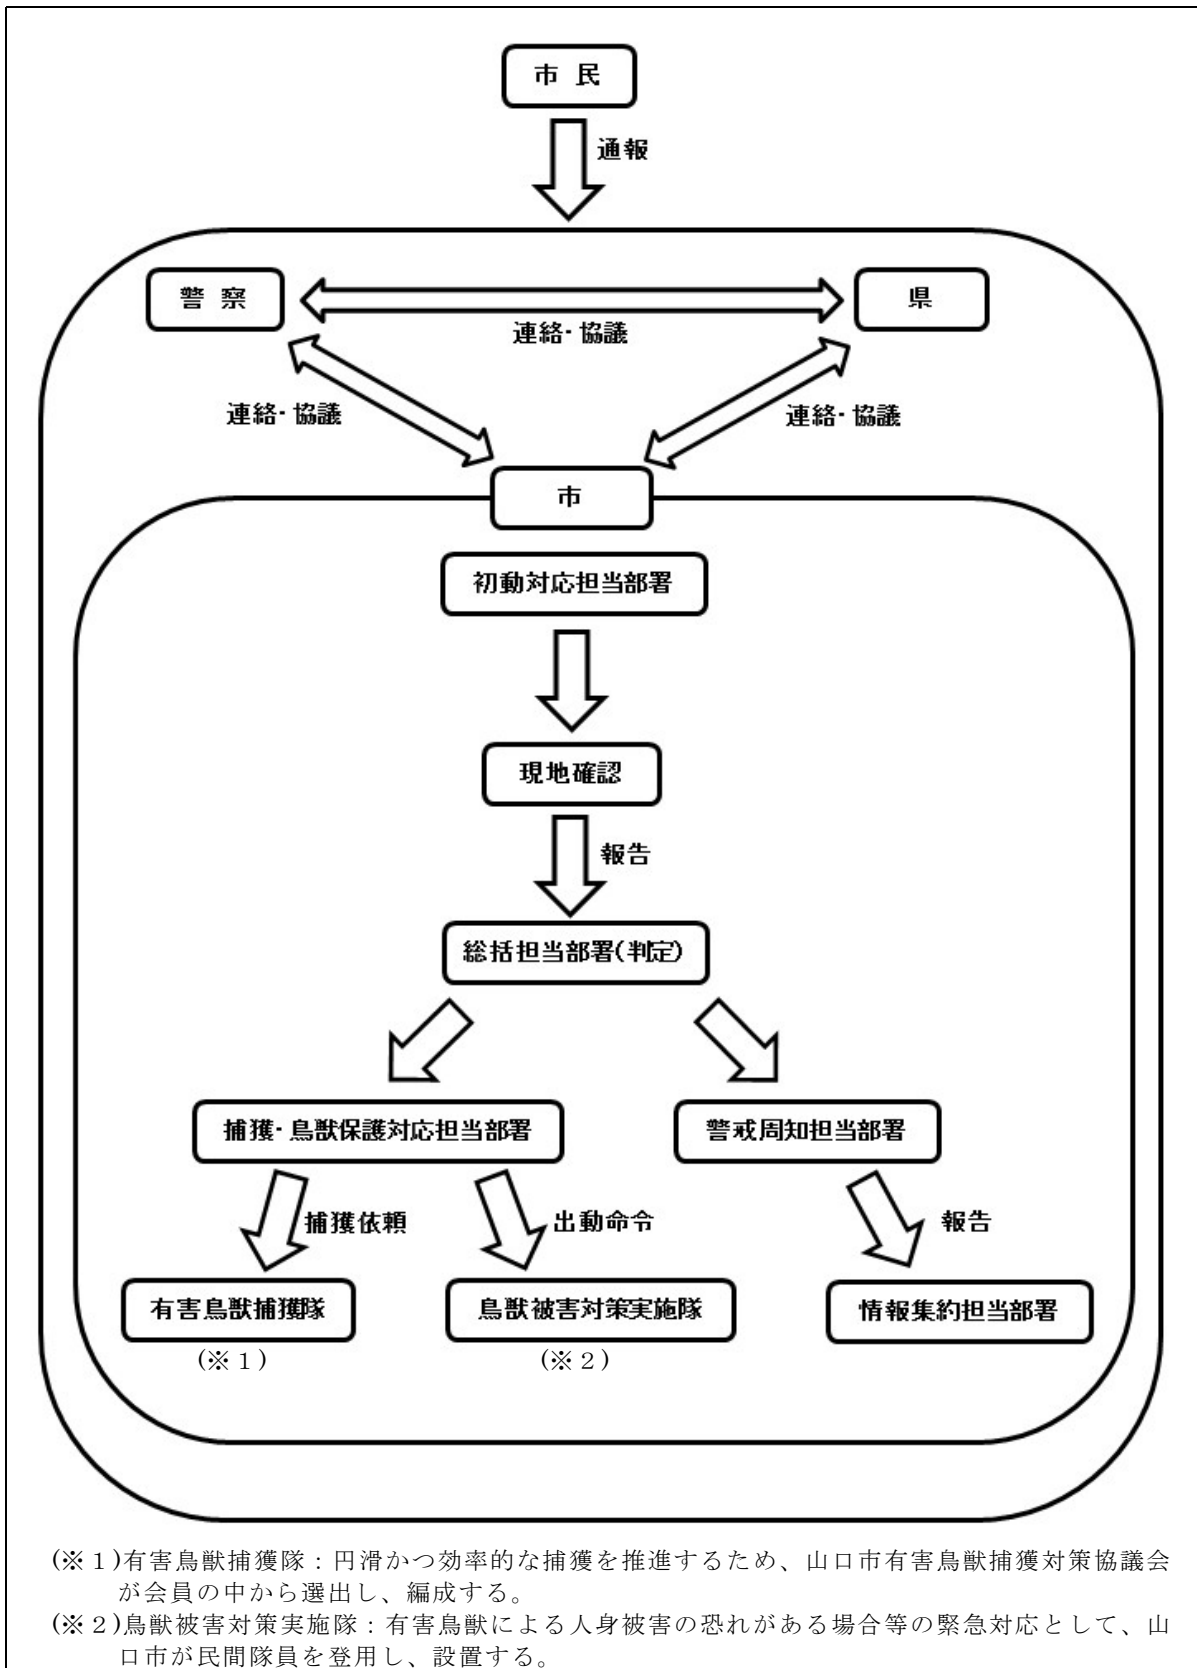 市 民
通報
警 察
県
連絡・協議
連絡・協議
連絡・協議
市
初動対応担当部署
現地確認
報告
総括担当部署(判定)
捕獲・鳥獣保護対応担当部署
警戒周知担当部署
捕獲依頼
出動命令
報告
有害鳥獣捕獲隊
鳥獣被害対策実施隊
情報集約担当部署
(※１)
(※２)
(※１)有害鳥獣捕獲隊：円滑かつ効率的な捕獲を推進するため、山口市有害鳥獣捕獲対策協議会
が会員の中から選出し、編成する。
(※２)鳥獣被害対策実施隊：有害鳥獣による人身被害の恐れがある場合等の緊急対応として、山
口市が民間隊員を登用し、設置する。